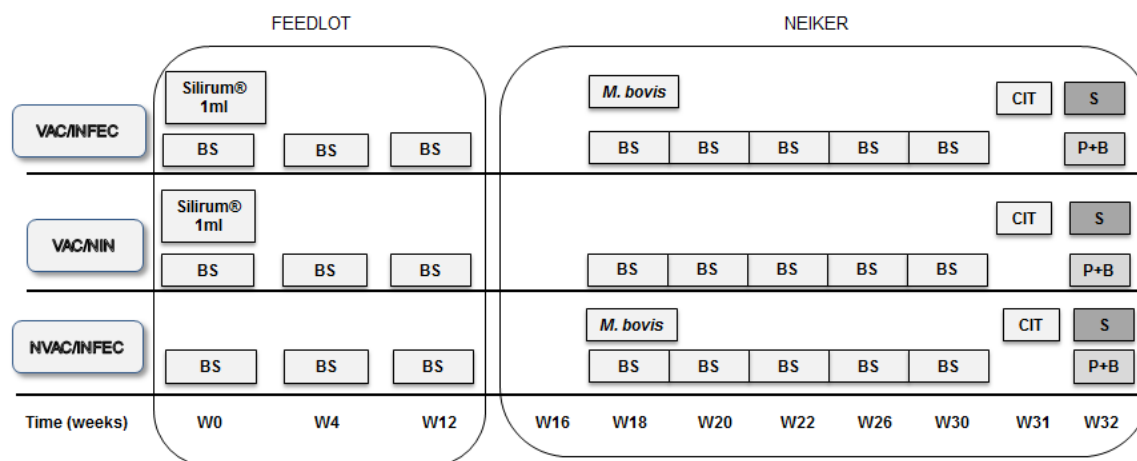 FEEDLOT NEIKER
Silirum®
1ml
M. bovis CIT S
VAC/INFEC
BS BS BS BS BS BS BS BS P+B
Silirum®
1ml
CIT S
VAC/NIN
BS BS BS BS BS BS BS BS P+B
M. bovis CIT S
NVAC/INFEC
BS BS BS BS BS BS BS BS P+B
Time (weeks) W0 W4 W12 W16 W18 W20 W22 W26 W30 W31 W32